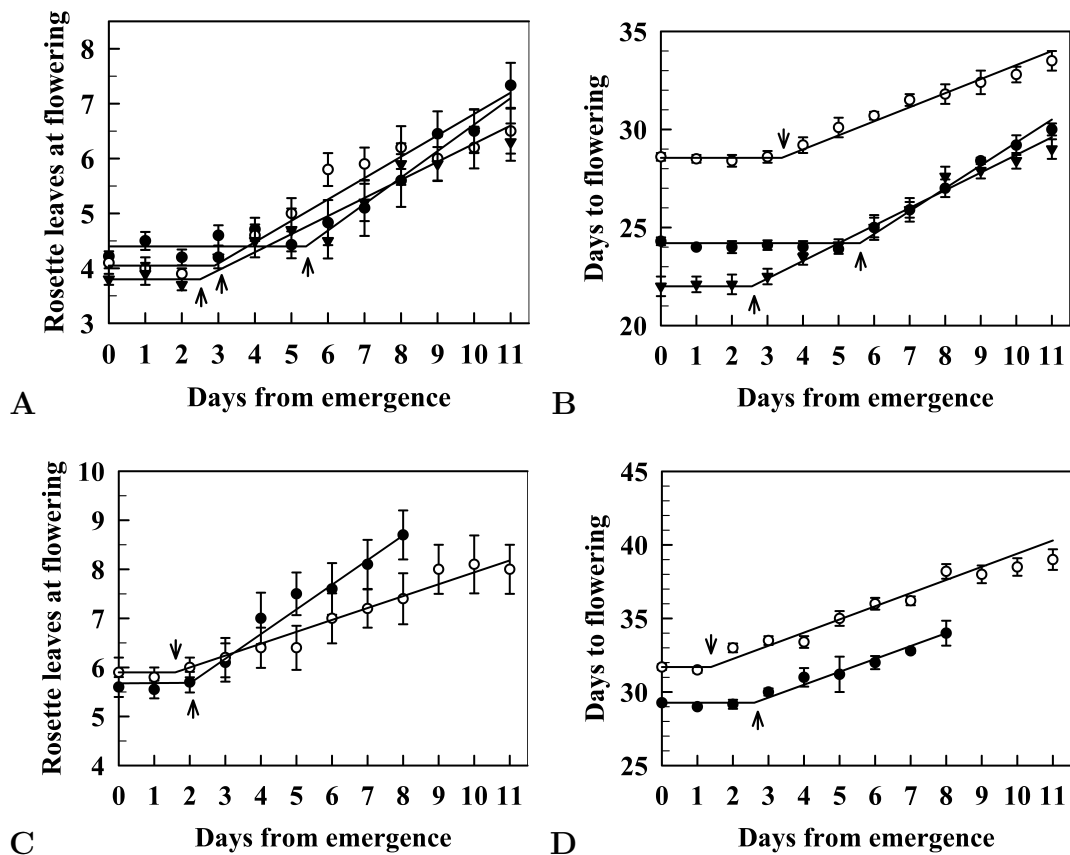 Rosette leaves at flowering
8
7
6
5
4
3
0 1 2 3 4 5 6 7 8 9 10 11
Days from emergence
A
Days to flowering
35
30
25
20
0 1 2 3 4 5 6 7 8 9 10 11
Days from emergence
B
Rosette leaves at flowering
10
9
8
7
6
5
4
0 1 2 3 4 5 6 7 8 9 10 11
Days from emergence
C
Days to flowering
45
40
35
30
25
0 1 2 3 4 5 6 7 8 9 10 11
Days from emergence
D